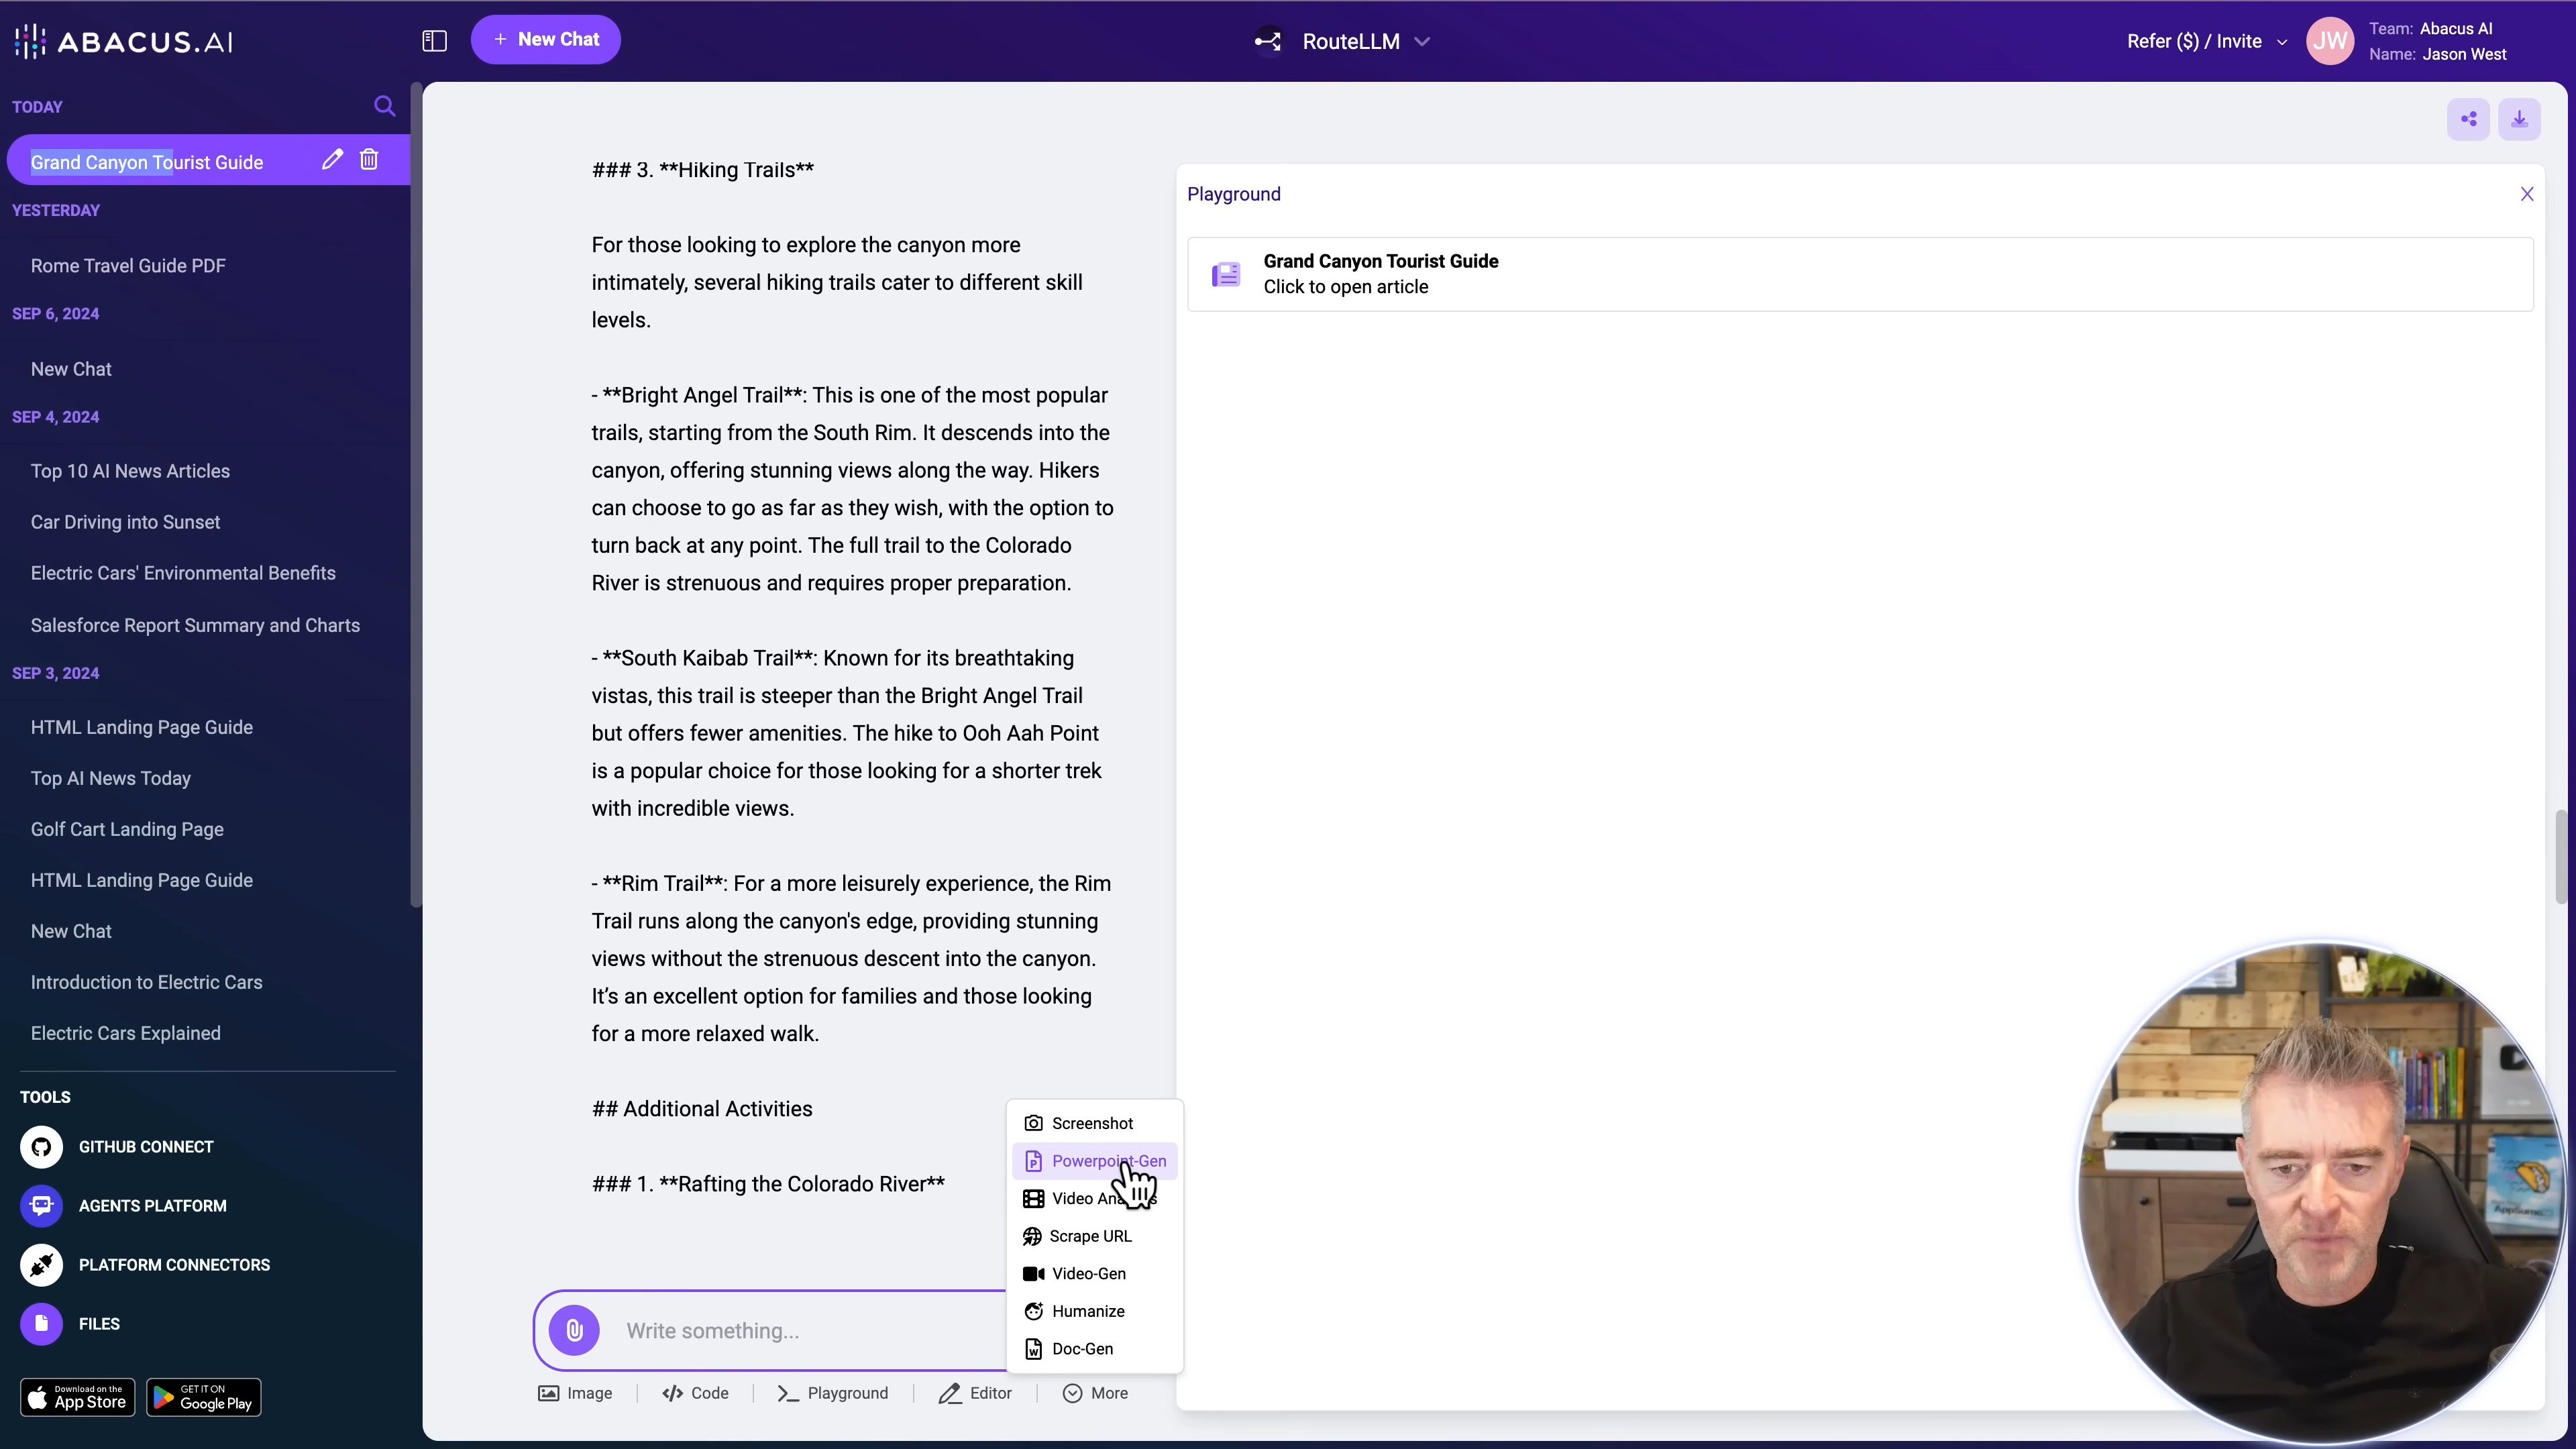 ABACUS.AI
+ New Chat
RouteLLM
Refer ($) / Invite
JW
Team: Abacus AI
Name: Jason West
TODAY
Grand Canyon Tourist Guide
YESTERDAY
Rome Travel Guide PDF
SEP 6, 2024
New Chat
SEP 4, 2024
Top 10 AI News Articles
Car Driving into Sunset
Electric Cars' Environmental Benefits
Salesforce Report Summary and Charts
SEP 3, 2024
HTML Landing Page Guide
Top AI News Today
Golf Cart Landing Page
HTML Landing Page Guide
New Chat
Introduction to Electric Cars
Electric Cars Explained
TOOLS
GITHUB CONNECT
AGENTS PLATFORM
PLATFORM CONNECTORS
FILES
Download on the
App Store
GET IT ON
Google Play
### 3. **Hiking Trails**
For those looking to explore the canyon more
intimately, several hiking trails cater to different skill
levels.
- **Bright Angel Trail**: This is one of the most popular
trails, starting from the South Rim. It descends into the
canyon, offering stunning views along the way. Hikers
can choose to go as far as they wish, with the option to
turn back at any point. The full trail to the Colorado
River is strenuous and requires proper preparation.
- **South Kaibab Trail**: Known for its breathtaking
vistas, this trail is steeper than the Bright Angel Trail
but offers fewer amenities. The hike to Ooh Aah Point
is a popular choice for those looking for a shorter trek
with incredible views.
- **Rim Trail**: For a more leisurely experience, the Rim
Trail runs along the canyon's edge, providing stunning
views without the strenuous descent into the canyon.
It’s an excellent option for families and those looking
for a more relaxed walk.
## Additional Activities
### 1. **Rafting the Colorado River**
Screenshot
Powerpoint-Gen
Video
Scrape URL
Video-Gen
Humanize
Doc-Gen
Write something...
Image
Code
Playground
Editor
More
Playground
X
Grand Canyon Tourist Guide
Click to open article
AppSumo